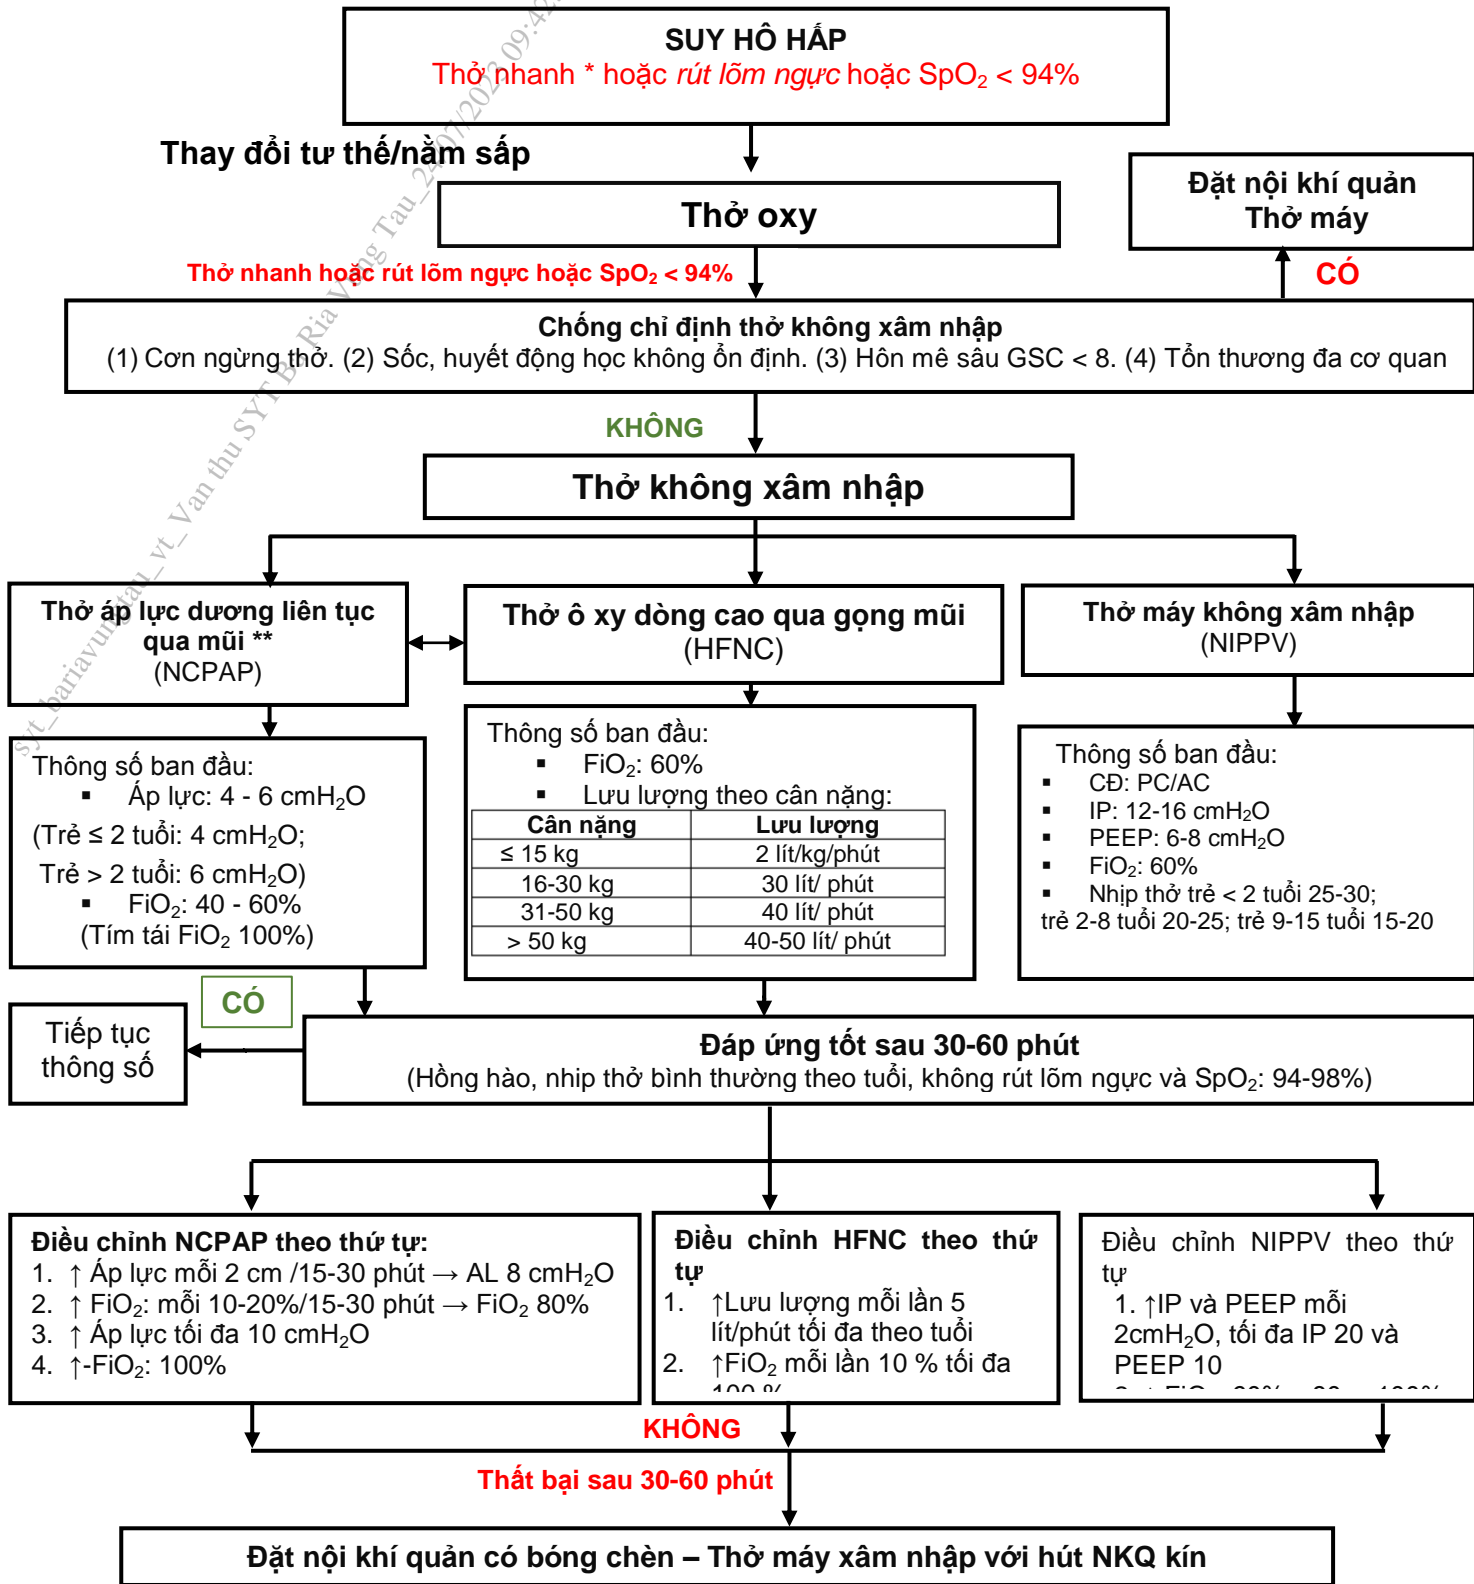 SUY HÔ HẤP
Thở nhanh * hoặc rút lõm ngực hoặc SpO₂ < 94%
Thay đổi tư thế/nằm sấp
Đặt nội khí quản
Thở máy
Thở oxy
Thở nhanh hoặc rút lõm ngực hoặc SpO₂ < 94%
CÓ
Chống chỉ định thở không xâm nhập
(1) Cơn ngừng thở. (2) Sốc, huyết động học không ổn định. (3) Hôn mê sâu GSC < 8. (4) Tổn thương đa cơ quan
KHÔNG
Thở không xâm nhập
Thở áp lực dương liên tục
qua mũi **
(NCPAP)
Thở ô xy dòng cao qua gọng mũi
(HFNC)
Thở máy không xâm nhập
(NIPPV)
Thông số ban đầu:
▪ Áp lực: 4 - 6 cmH₂O
(Trẻ ≤ 2 tuổi: 4 cmH₂O;
Trẻ > 2 tuổi: 6 cmH₂O)
▪ FiO₂: 40 - 60%
(Tím tái FiO₂ 100%)
Thông số ban đầu:
▪ FiO₂: 60%
▪ Lưu lượng theo cân nặng:
Cân nặng Lưu lượng
≤ 15 kg 2 lít/kg/phút
16-30 kg 30 lít/ phút
31-50 kg 40 lít/ phút
> 50 kg 40-50 lít/ phút
Thông số ban đầu:
▪ CĐ: PC/AC
▪ IP: 12-16 cmH₂O
▪ PEEP: 6-8 cmH₂O
▪ FiO₂: 60%
▪ Nhịp thở trẻ < 2 tuổi 25-30;
trẻ 2-8 tuổi 20-25; trẻ 9-15 tuổi 15-20
CÓ
Tiếp tục
thông số
Đáp ứng tốt sau 30-60 phút
(Hồng hào, nhip thở bình thường theo tuổi, không rút lõm ngực và SpO₂: 94-98%)
Điều chỉnh NCPAP theo thứ tự:
1. ↑ Áp lực mỗi 2 cm /15-30 phút → AL 8 cmH₂O
2. ↑ FiO₂: mỗi 10-20%/15-30 phút → FiO₂ 80%
3. ↑ Áp lực tối đa 10 cmH₂O
4. ↑-FiO₂: 100%
Điều chỉnh HFNC theo thứ
tự
1. ↑Lưu lượng mỗi lần 5
lít/phút tối đa theo tuổi
2. ↑FiO₂ mỗi lần 10 % tối đa
100 %
Điều chỉnh NIPPV theo thứ
tự
1. ↑IP và PEEP mỗi
2cmH₂O, tối đa IP 20 và
PEEP 10
KHÔNG
Thất bại sau 30-60 phút
Đặt nội khí quản có bóng chèn – Thở máy xâm nhập với hút NKQ kín